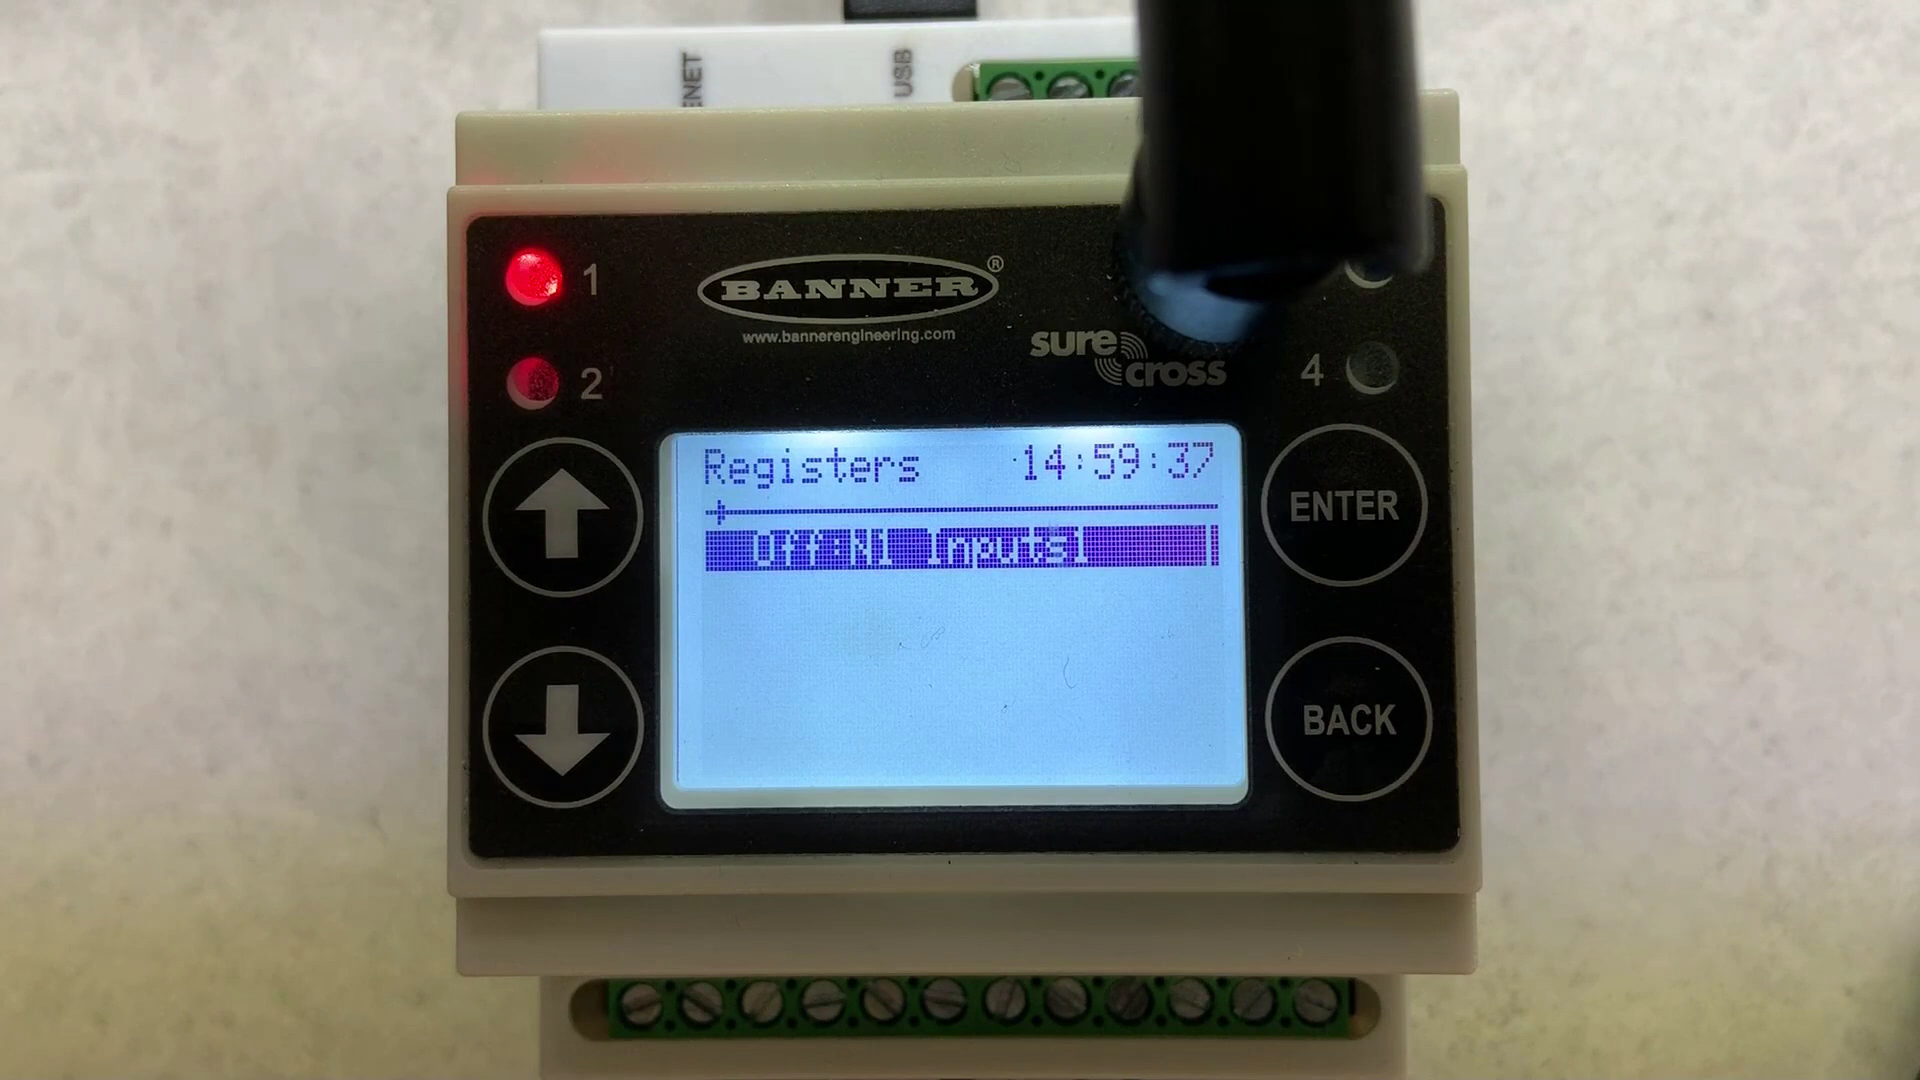 ENET
USB
1
BANNER®
www.bannerengineering.com
sure
cross
2
4
Registers 14:59:37
Off:N1 Inputs1
ENTER
BACK